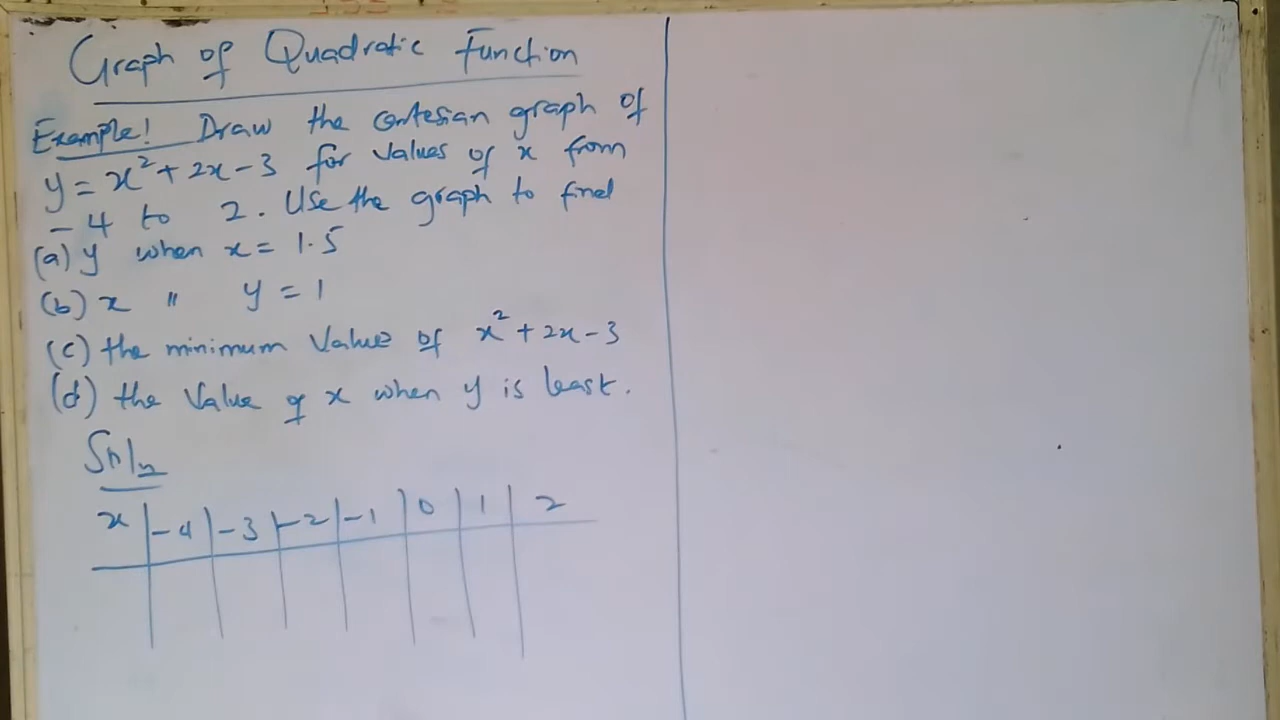 Graph of Quadratic Function
Example! Draw the cartesian graph of
y = x² + 2x - 3 for values of x from
- 4 to 2. Use the graph to find
(a) y when x = 1.5
(b) x " y = 1
(c) the minimum value of x² + 2x - 3
(d) the value of x when y is least.
Soln
x | -4 | -3 | -2 | -1 | 0 | 1 | 2